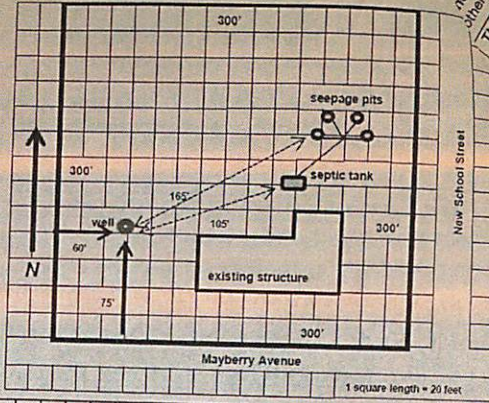 300'
seepage pits
300'
septic tank
165'
well
105'
300'
60'
N
existing structure
75'
300'
Mayberry Avenue
1 square length = 20 feet
New School Street